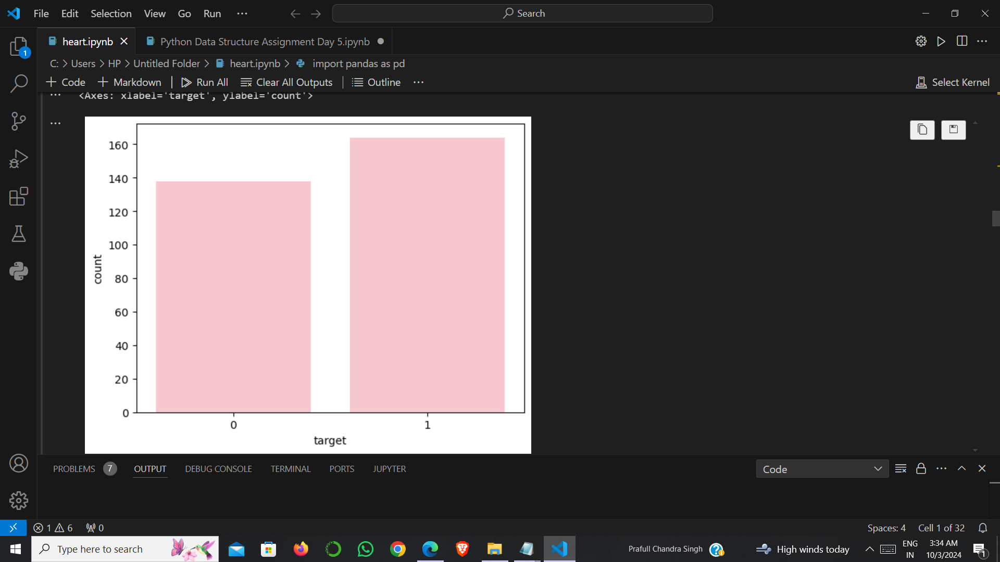 File Edit Selection View Go Run ··· Search
heart.ipynb Python Data Structure Assignment Day 5.ipynb
C: > Users > HP > Untitled Folder > heart.ipynb > import pandas as pd
+ Code + Markdown Run All Clear All Outputs Outline ··· Select Kernel
<Axes: xlabel='target', ylabel='count'>
160
140
120
100
80
60
40
20
0
count
0 1
target
PROBLEMS 7 OUTPUT DEBUG CONSOLE TERMINAL PORTS JUPYTER Code
1 6 0 Spaces: 4 Cell 1 of 32
Type here to search Prafull Chandra Singh High winds today ENG IN 3:34 AM 10/3/2024 1
1